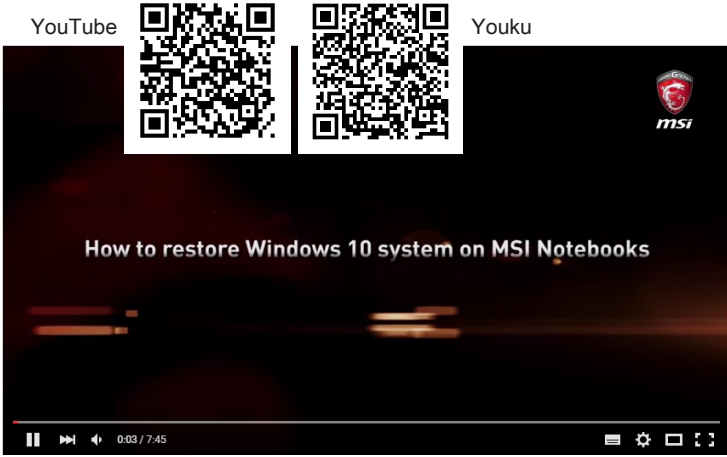 YouTube
Youku
msi
How to restore Windows 10 system on MSI Notebooks
0:03 / 7:45